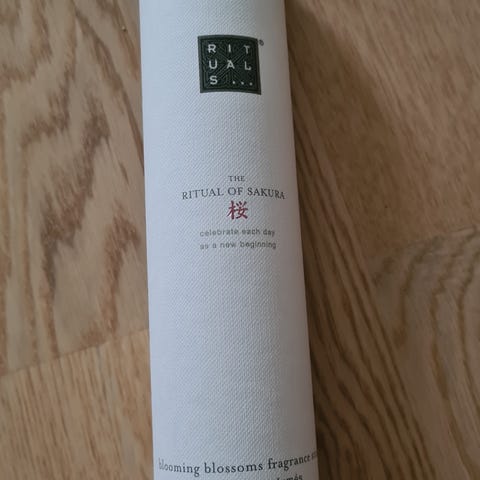 RIT
UAL
S...
®
THE
RITUAL OF SAKURA
桜
celebrate each day
as a new beginning
blooming blossoms fragrance